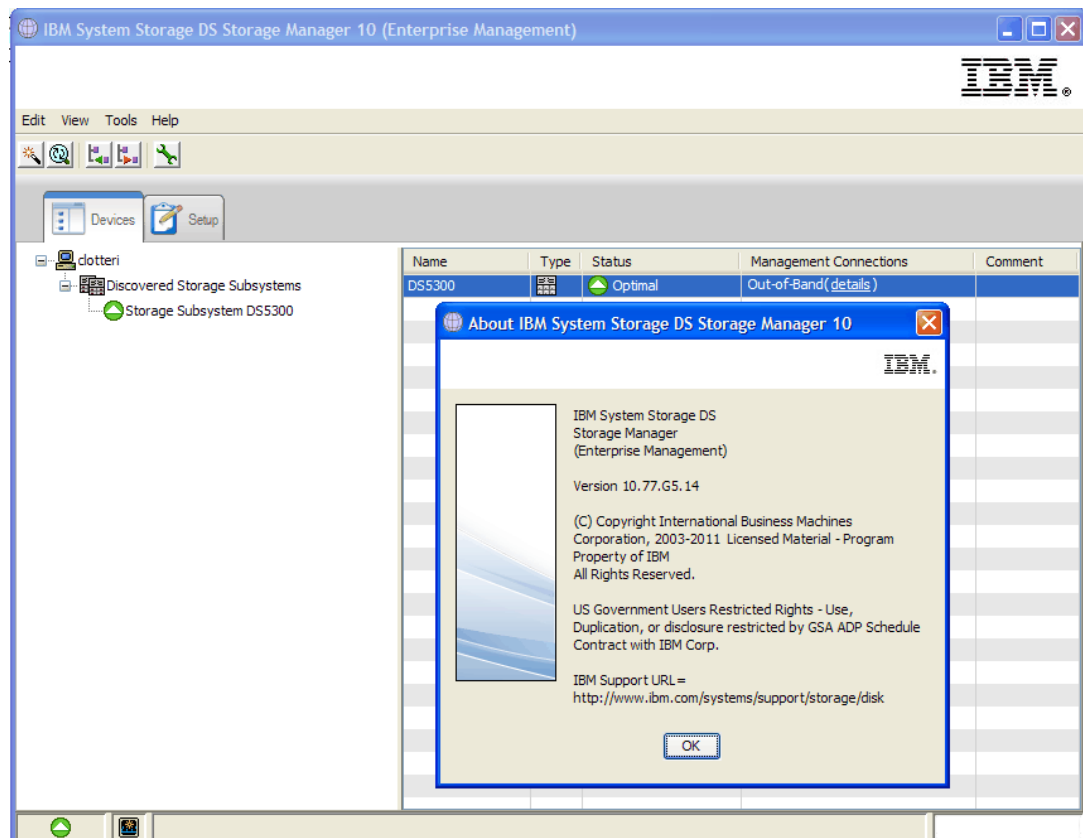 IBM System Storage DS Storage Manager 10 (Enterprise Management)
IBM®
Edit View Tools Help
Devices Setup
clotteri
Discovered Storage Subsystems
Storage Subsystem DS5300
Name Type Status Management Connections Comment
DS5300 Optimal Out-of-Band(details)
About IBM System Storage DS Storage Manager 10
IBM.
IBM System Storage DS
Storage Manager
(Enterprise Management)
Version 10.77.G5.14
(C) Copyright International Business Machines
Corporation, 2003-2011 Licensed Material - Program
Property of IBM
All Rights Reserved.
US Government Users Restricted Rights - Use,
Duplication, or disclosure restricted by GSA ADP Schedule
Contract with IBM Corp.
IBM Support URL=
http://www.ibm.com/systems/support/storage/disk
OK